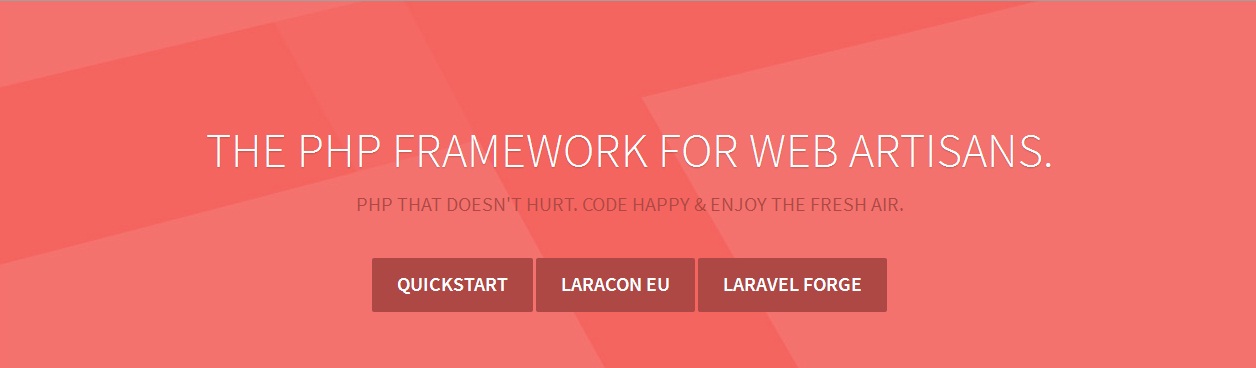 THE PHP FRAMEWORK FOR WEB ARTISANS.
PHP THAT DOESN'T HURT. CODE HAPPY & ENJOY THE FRESH AIR.
QUICKSTART LARACON EU LARAVEL FORGE